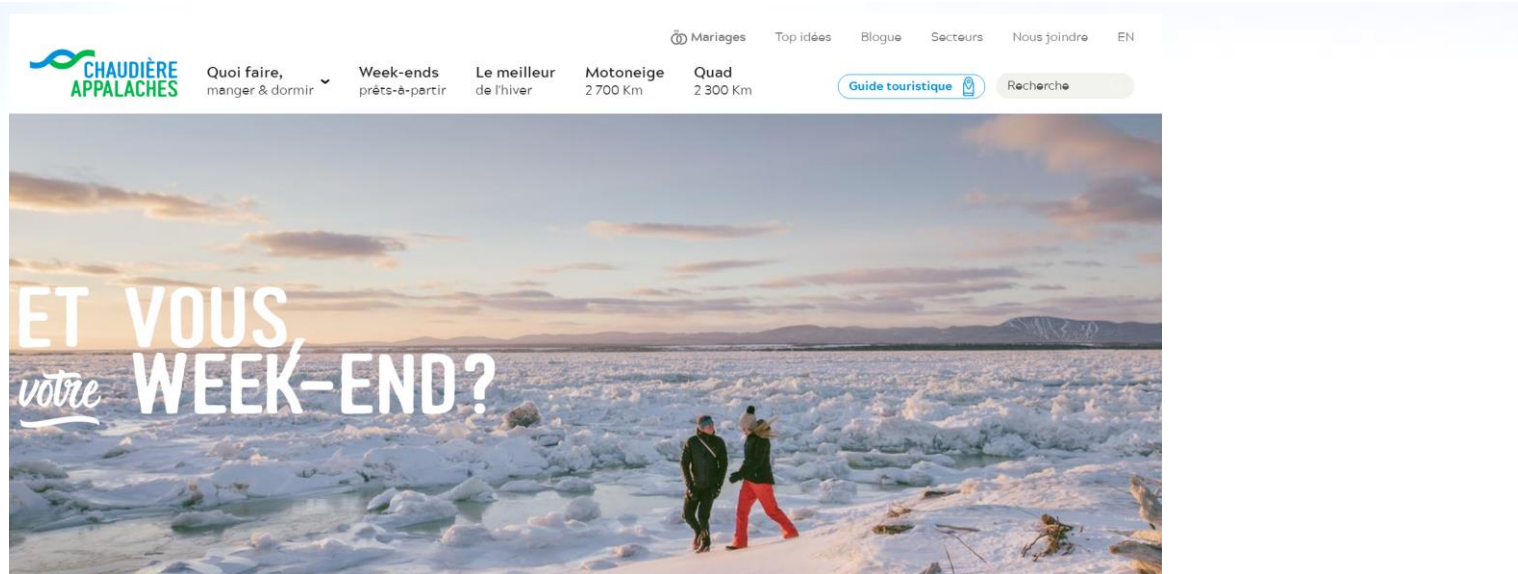 Mariages Top idées Blogue Secteurs Nous joindre EN
CHAUDIÈRE
APPALACHES
Quoi faire,
manger & dormir
Week-ends
prêts-à-partir
Le meilleur
de l'hiver
Motoneige
2 700 Km
Quad
2 300 Km
Guide touristique
Recherche
ET VOUS,
votre WEEK-END?